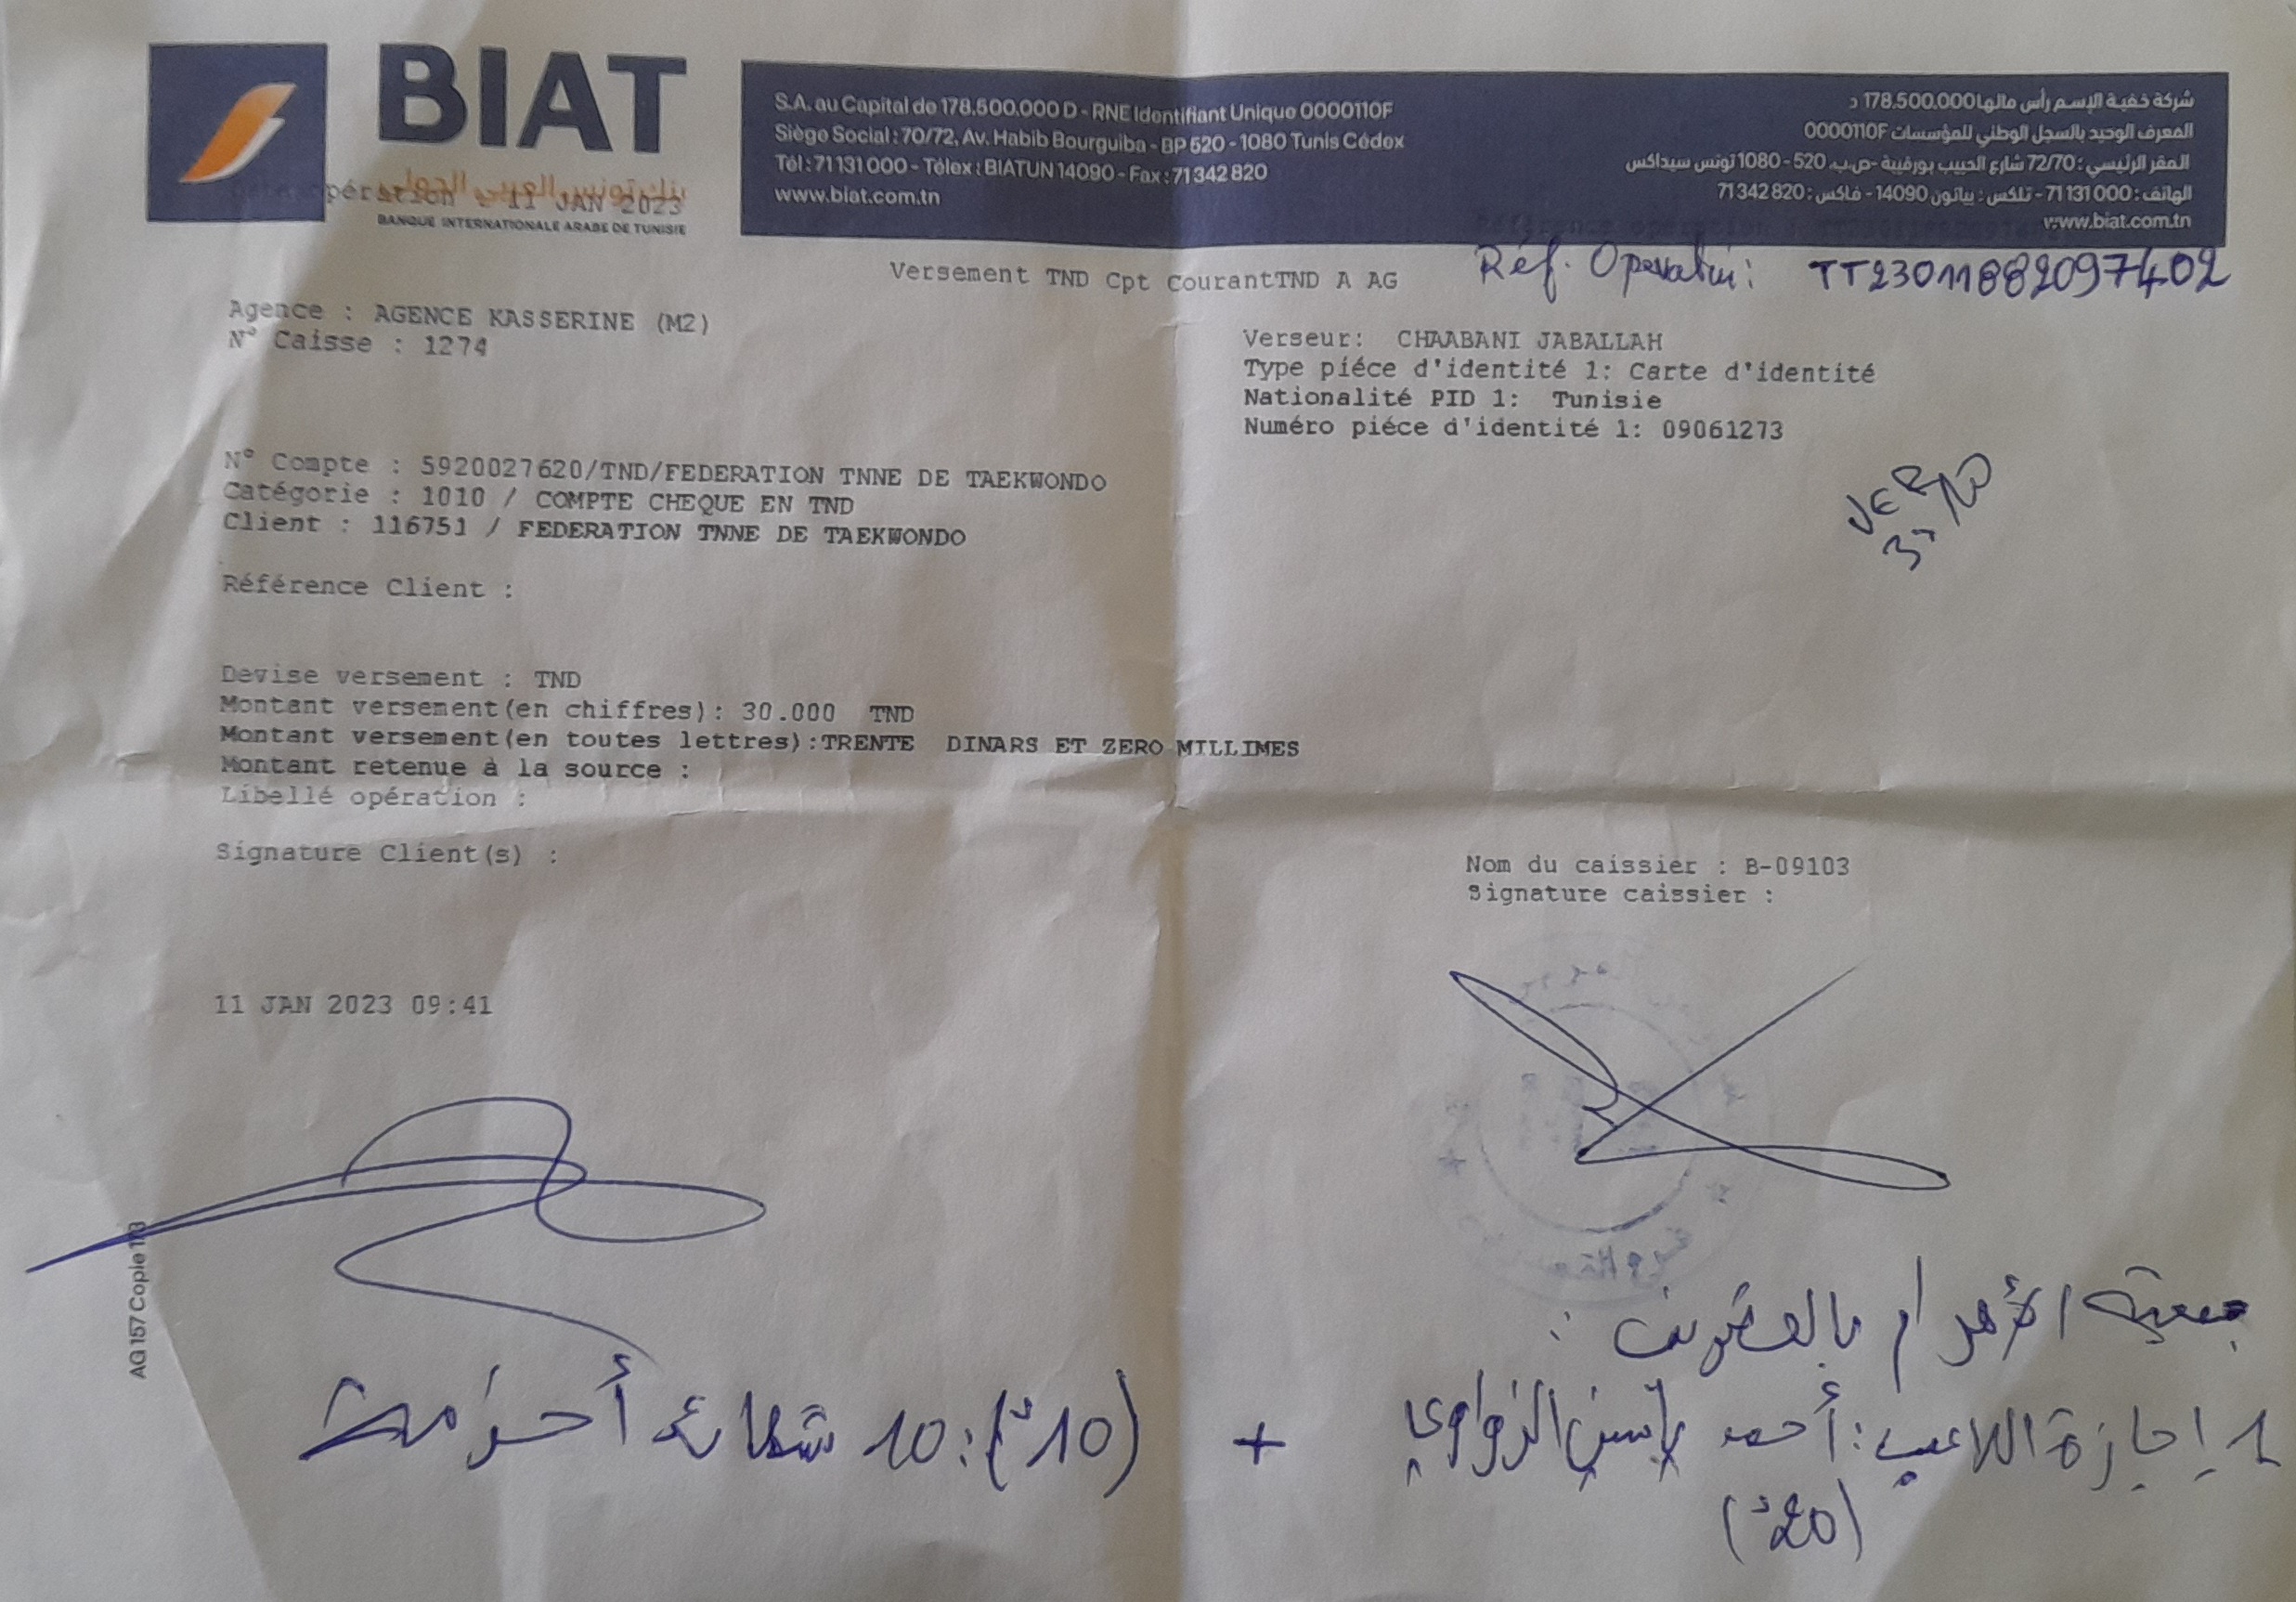 BIAT
بنك تونس العربي الدولي
BANQUE INTERNATIONALE ARABE DE TUNISIE
opération : 11 JAN 2023
S.A. au Capital de 178.500.000 D - RNE Identifiant Unique 0000110F
Siège Social : 70/72, Av. Habib Bourguiba - BP 520 - 1080 Tunis Cédex
Tél : 71 131 000 - Télex : BIATUN 14090 - Fax : 71 342 820
www.biat.com.tn
شركة خفية الإسم رأس مالها 178.500.000 د
المعرف الوحيد بالسجل الوطني للمؤسسات 0000110F
المقر الرئيسي : 72/70 شارع الحبيب بورقيبة -ص.ب. 520 - 1080 تونس سيداكس
الهاتف : 71 131 000 - تلكس : بياتون 14090 - فاكس : 71 342 820
www.biat.com.tn
Référence opération :
Versement TND Cpt CourantTND A AG
Réf. Operation : TT23011882097402
Agence : AGENCE KASSERINE (M2)
N° Caisse : 1274
Verseur: CHAABANI JABALLAH
Type piéce d'identité 1: Carte d'identité
Nationalité PID 1: Tunisie
Numéro piéce d'identité 1: 09061273
N° Compte : 5920027620/TND/FEDERATION TNNE DE TAEKWONDO
Catégorie : 1010 / COMPTE CHEQUE EN TND
Client : 116751 / FEDERATION TNNE DE TAEKWONDO
Référence Client :
Devise versement : TND
Montant versement(en chiffres): 30.000 TND
Montant versement(en toutes lettres):TRENTE DINARS ET ZERO MILLIMES
Montant retenue à la source :
Libellé opération :
Signature Client(s) :
Nom du caissier : B-09103
Signature caissier :
11 JAN 2023 09:41
AG 157 Copie
جمعية الأهرام بالقصرين :
1 إجازة اللاعب : أحمد ياسين الزواوي + (10د): 10 شهائد أحزمة
(20د)